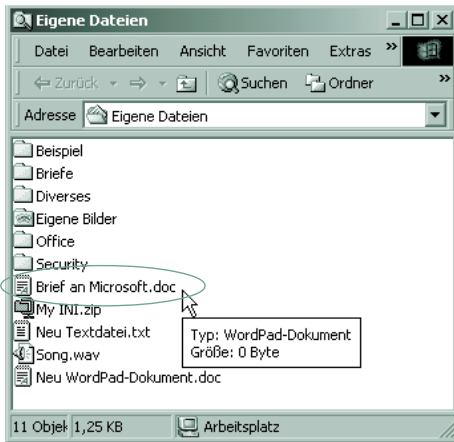 Eigene Dateien
Datei Bearbeiten Ansicht Favoriten Extras »
Zurück Suchen Ordner »
Adresse Eigene Dateien
Beispiel
Briefe
Diverses
Eigene Bilder
Office
Security
Brief an Microsoft.doc
My INI.zip
Neu Textdatei.txt
Typ: WordPad-Dokument
Größe: 0 Byte
Song.wav
Neu WordPad-Dokument.doc
11 Objek 1,25 KB Arbeitsplatz